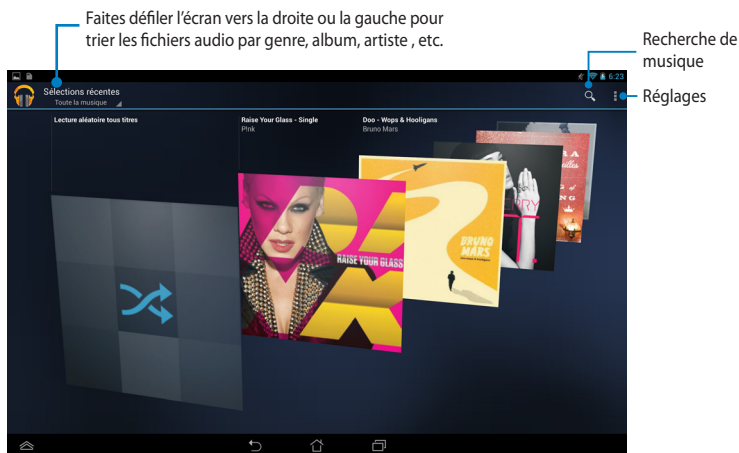 Faites défiler l'écran vers la droite ou la gauche pour
trier les fichiers audio par genre, album, artiste , etc.
Recherche de
musique
6:23
Sélections récentes
Toute la musique
Réglages
Lecture aléatoire tous titres
Raise Your Glass - Single
P!nk
Doo - Wops & Hooligans
Bruno Mars
RAISE YOUR GLASS
BRUNO
MARS